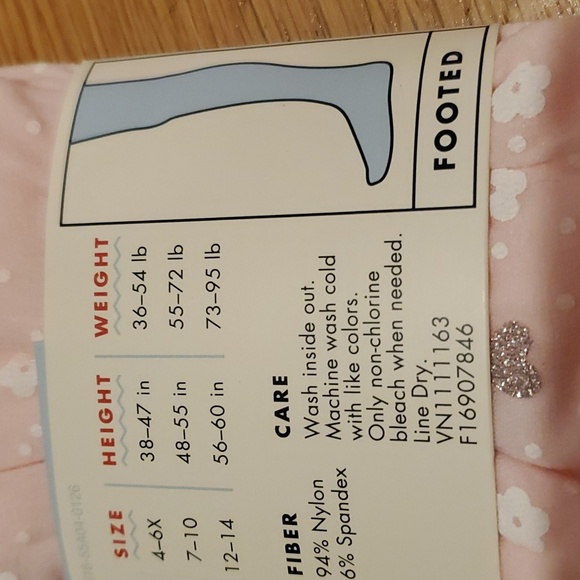 SIZE HEIGHT WEIGHT
4–6X 38–47 in 36–54 lb
7–10 48–55 in 55–72 lb
12–14 56–60 in 73–95 lb
FIBER
94% Nylon
6% Spandex
CARE
Wash inside out.
Machine wash cold
with like colors.
Only non-chlorine
bleach when needed.
Line Dry.
VN11111163
F16907846
FOOTED